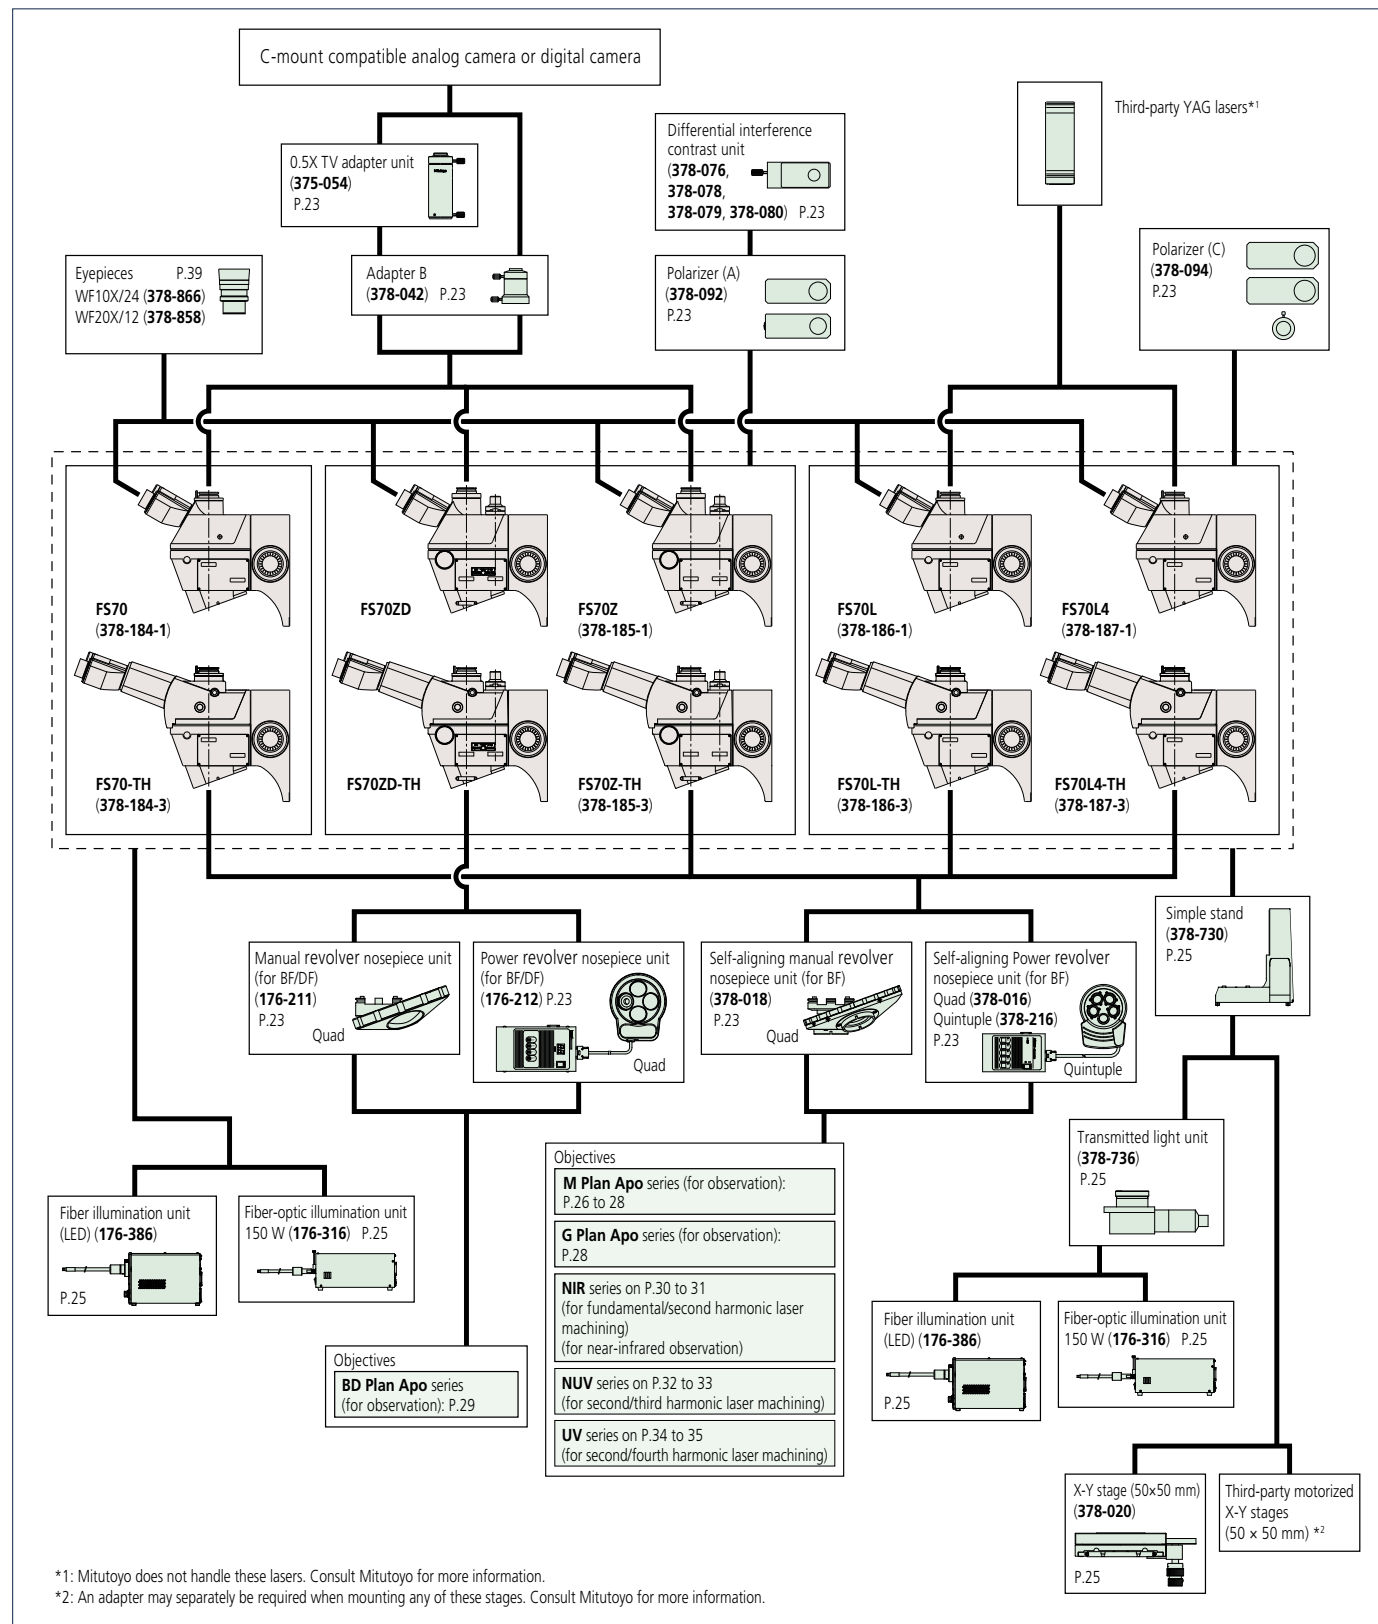 C-mount compatible analog camera or digital camera
Third-party YAG lasers*1
0.5X TV adapter unit
(375-054)
P.23
Differential interference
contrast unit
(378-076,
378-078,
378-079, 378-080) P.23
Eyepieces P.39
WF10X/24 (378-866)
WF20X/12 (378-858)
Adapter B
(378-042) P.23
Polarizer (A)
(378-092)
P.23
Polarizer (C)
(378-094)
P.23
FS70
(378-184-1)
FS70ZD
FS70Z
(378-185-1)
FS70L
(378-186-1)
FS70L4
(378-187-1)
FS70-TH
(378-184-3)
FS70ZD-TH
FS70Z-TH
(378-185-3)
FS70L-TH
(378-186-3)
FS70L4-TH
(378-187-3)
Manual revolver nosepiece unit
(for BF/DF)
(176-211)
P.23
Quad
Power revolver nosepiece unit
(for BF/DF)
(176-212) P.23
Quad
Self-aligning manual revolver
nosepiece unit (for BF)
(378-018)
P.23
Quad
Self-aligning Power revolver
nosepiece unit (for BF)
Quad (378-016)
Quintuple (378-216)
P.23
Quintuple
Simple stand
(378-730)
P.25
Transmitted light unit
(378-736)
P.25
Fiber illumination unit
(LED) (176-386)
P.25
Fiber-optic illumination unit
150 W (176-316) P.25
Objectives
BD Plan Apo series
(for observation): P.29
Objectives
M Plan Apo series (for observation):
P.26 to 28
G Plan Apo series (for observation):
P.28
NIR series on P.30 to 31
(for fundamental/second harmonic laser
machining)
(for near-infrared observation)
NUV series on P.32 to 33
(for second/third harmonic laser machining)
UV series on P.34 to 35
(for second/fourth harmonic laser machining)
Fiber illumination unit
(LED) (176-386)
P.25
Fiber-optic illumination unit
150 W (176-316) P.25
X-Y stage (50×50 mm)
(378-020)
P.25
Third-party motorized
X-Y stages
(50 × 50 mm) *2
*1: Mitutoyo does not handle these lasers. Consult Mitutoyo for more information.
*2: An adapter may separately be required when mounting any of these stages. Consult Mitutoyo for more information.